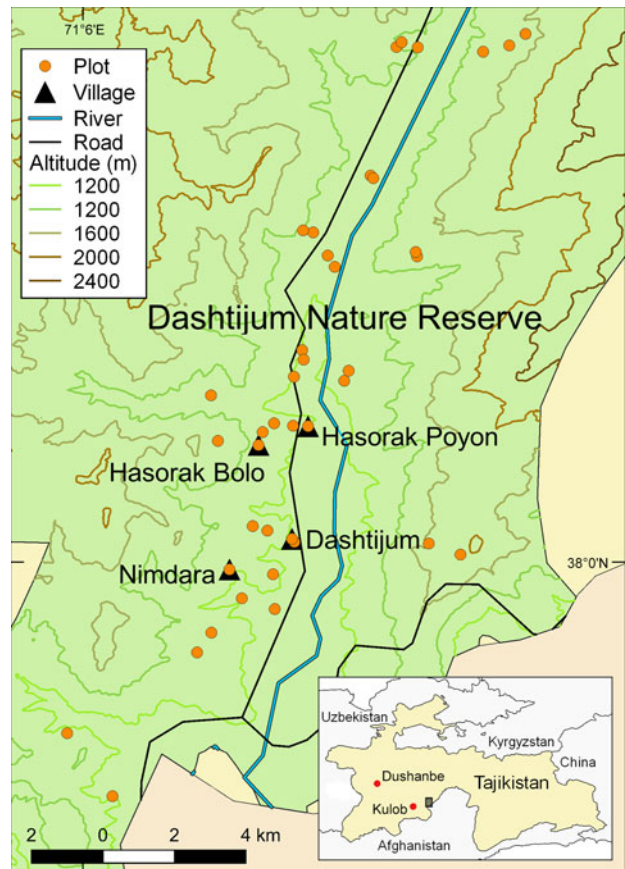 71°6'E
Plot
Village
River
Road
Altitude (m)
1200
1200
1600
2000
2400
Dashtijum Nature Reserve
Hasorak Poyon
Hasorak Bolo
Dashtijum
Nimdara
38°0'N
Uzbekistan
Kyrgyzstan
China
Dushanbe
Tajikistan
Kulob
Afghanistan
2 0 2 4 km